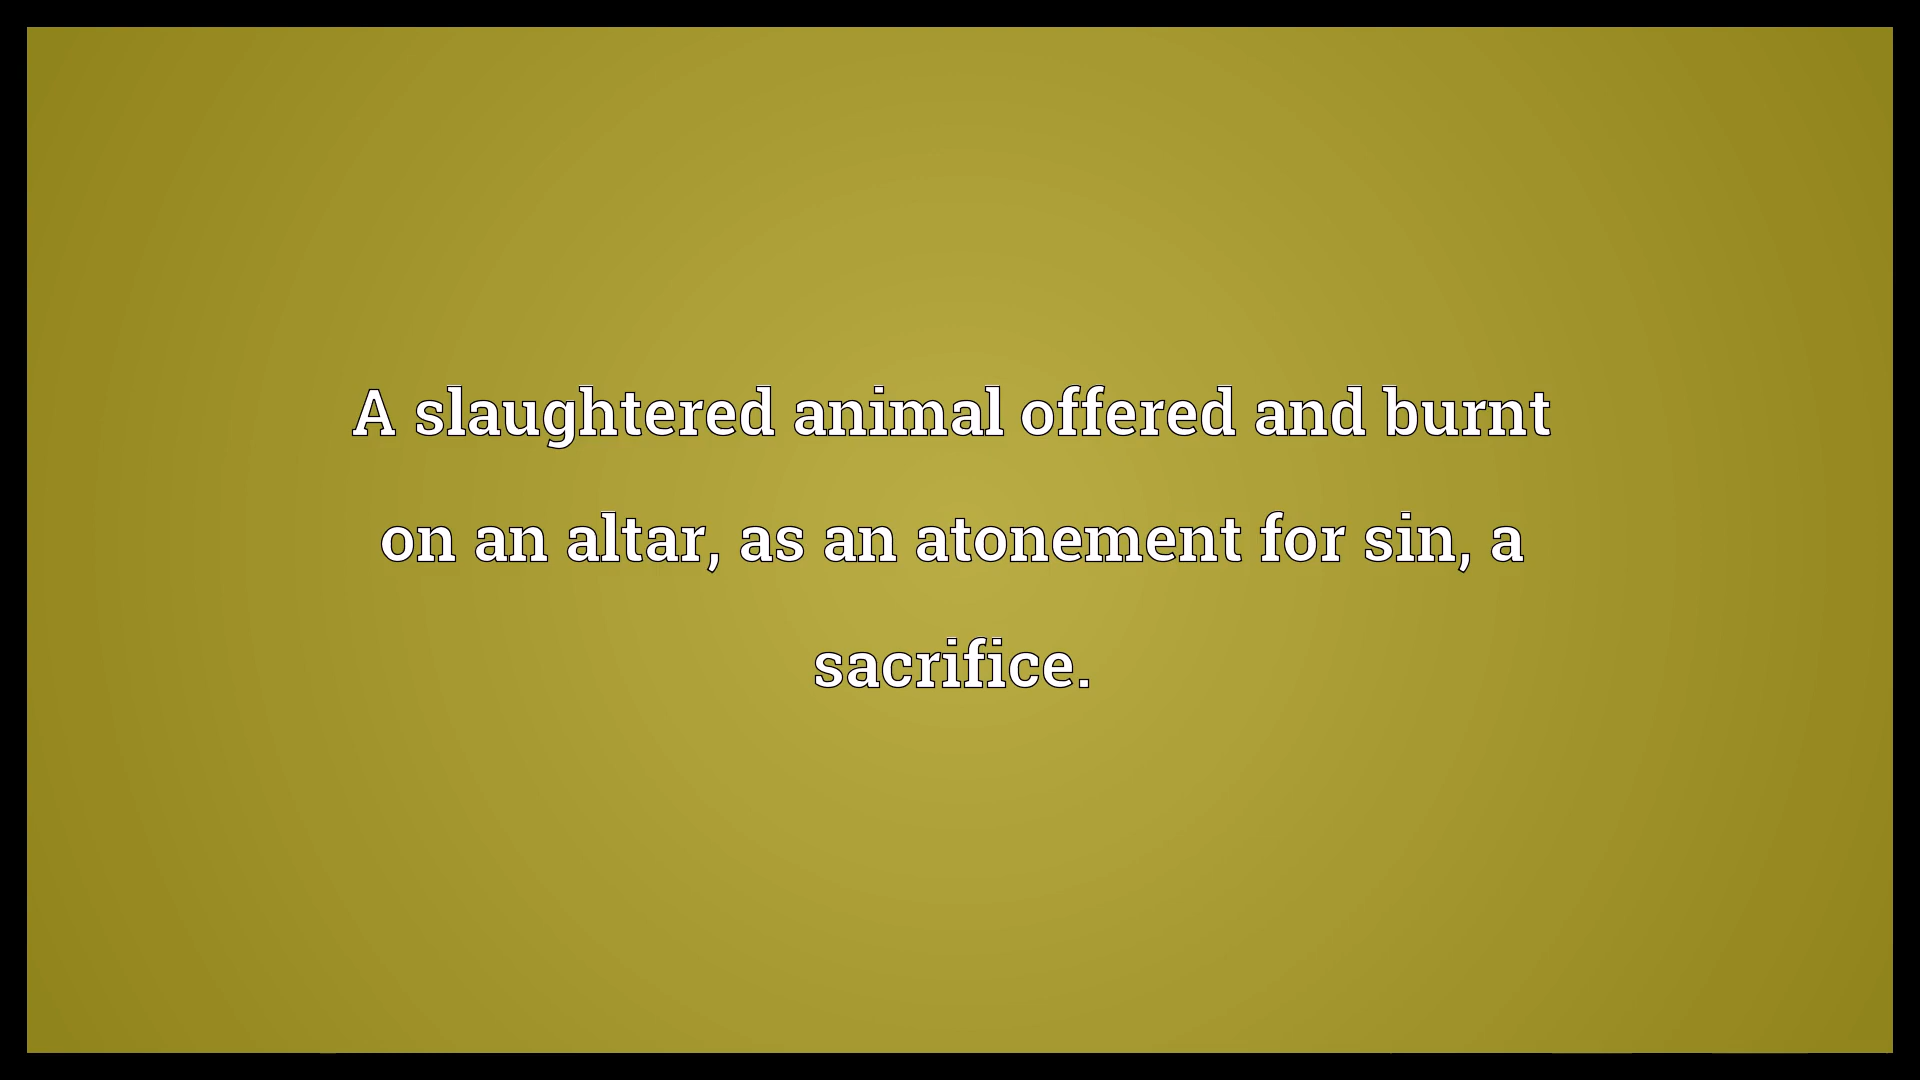 A slaughtered animal offered and burnt
on an altar, as an atonement for sin, a
sacrifice.